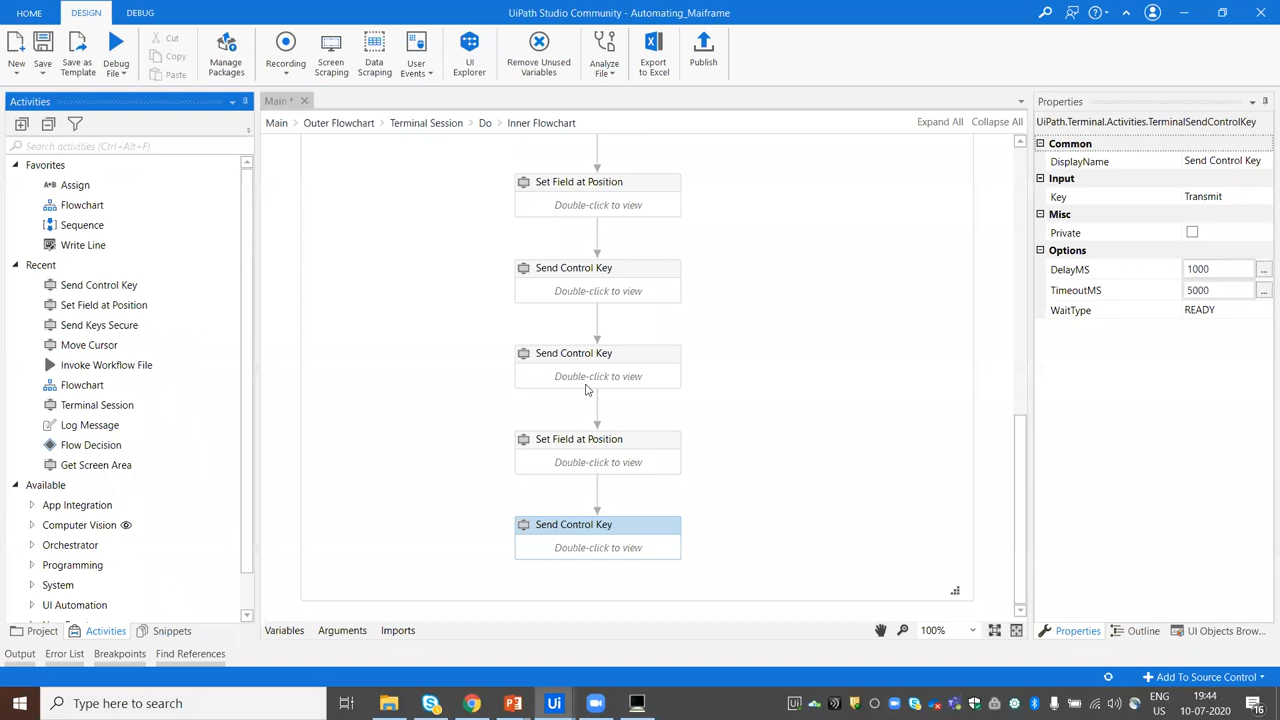 HOME DESIGN DEBUG UiPath Studio Community - Automating_Maiframe
New Save Save as Template Debug File Cut Copy Paste Manage Packages Recording Screen Scraping Data Scraping User Events UI Explorer Remove Unused Variables Analyze File Export to Excel Publish
Activities
Search activities (Ctrl+Alt+F)
Favorites
Assign
Flowchart
Sequence
Write Line
Recent
Send Control Key
Set Field at Position
Send Keys Secure
Move Cursor
Invoke Workflow File
Flowchart
Terminal Session
Log Message
Flow Decision
Get Screen Area
Available
App Integration
Computer Vision
Orchestrator
Programming
System
UI Automation
Project Activities Snippets
Main *
Main Outer Flowchart Terminal Session Do Inner Flowchart Expand All Collapse All
Set Field at Position
Double-click to view
Send Control Key
Double-click to view
Send Control Key
Double-click to view
Set Field at Position
Double-click to view
Send Control Key
Double-click to view
Variables Arguments Imports 100%
Properties
UiPath.Terminal.Activities.TerminalSendControlKey
Common
DisplayName Send Control Key
Input
Key Transmit
Misc
Private
Options
DelayMS 1000 ...
TimeoutMS 5000 ...
WaitType READY
Properties Outline UI Objects Brow...
Output Error List Breakpoints Find References
Add To Source Control
Type here to search
ENG
US
19:44
10-07-2020
16